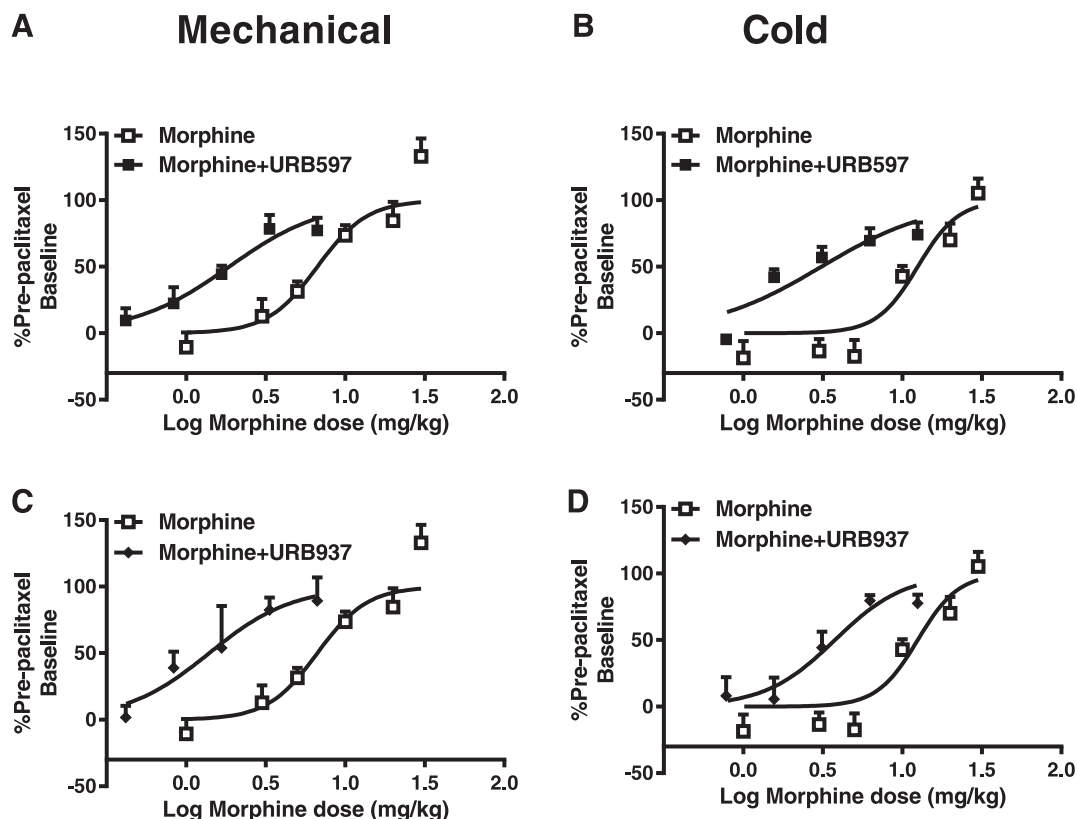 A
Mechanical
B
Cold
Morphine
Morphine+URB597
150
100
50
0
-50
%Pre-paclitaxel
Baseline
0.0 0.5 1.0 1.5 2.0
Log Morphine dose (mg/kg)
Morphine
Morphine+URB597
150
100
50
0
-50
%Pre-paclitaxel
Baseline
0.0 0.5 1.0 1.5 2.0
Log Morphine dose (mg/kg)
C
Morphine
Morphine+URB937
150
100
50
0
-50
%Pre-paclitaxel
Baseline
0.0 0.5 1.0 1.5 2.0
Log Morphine dose (mg/kg)
D
Morphine
Morphine+URB937
150
100
50
0
-50
%Pre-paclitaxel
Baseline
0.0 0.5 1.0 1.5 2.0
Log Morphine dose (mg/kg)